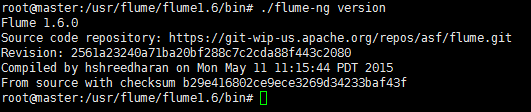 root@master:/usr/flume/flume1.6/bin# ./flume-ng version
Flume 1.6.0
Source code repository: https://git-wip-us.apache.org/repos/asf/flume.git
Revision: 2561a23240a71ba20bf288c7c2cda88f443c2080
Compiled by hshreedharan on Mon May 11 11:15:44 PDT 2015
From source with checksum b29e416802ce9ece3269d34233baf43f
root@master:/usr/flume/flume1.6/bin#